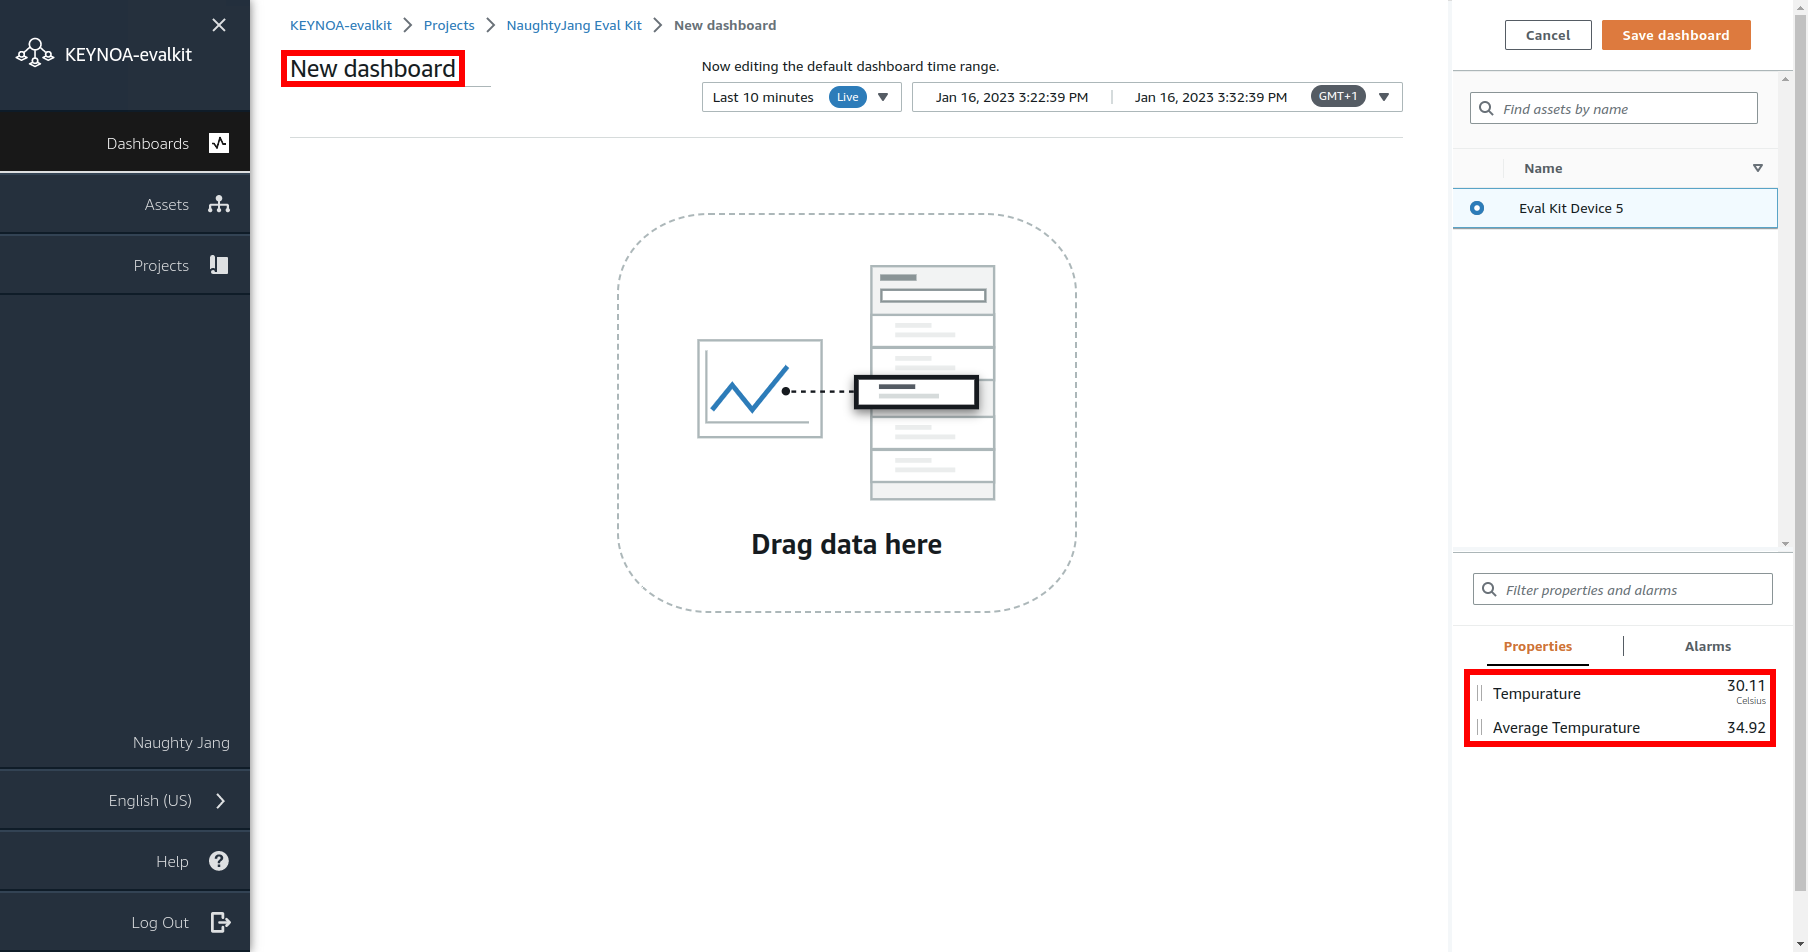 KEYNOA-evalkit
Dashboards
Assets
Projects
Naughty Jang
English (US)
Help
Log Out
KEYNOA-evalkit Projects NaughtyJang Eval Kit New dashboard
New dashboard
Now editing the default dashboard time range.
Last 10 minutes Live Jan 16, 2023 3:22:39 PM Jan 16, 2023 3:32:39 PM GMT+1
Drag data here
Cancel Save dashboard
Find assets by name
Name
Eval Kit Device 5
Filter properties and alarms
Properties Alarms
Tempurature 30.11
Celsius
Average Tempurature 34.92